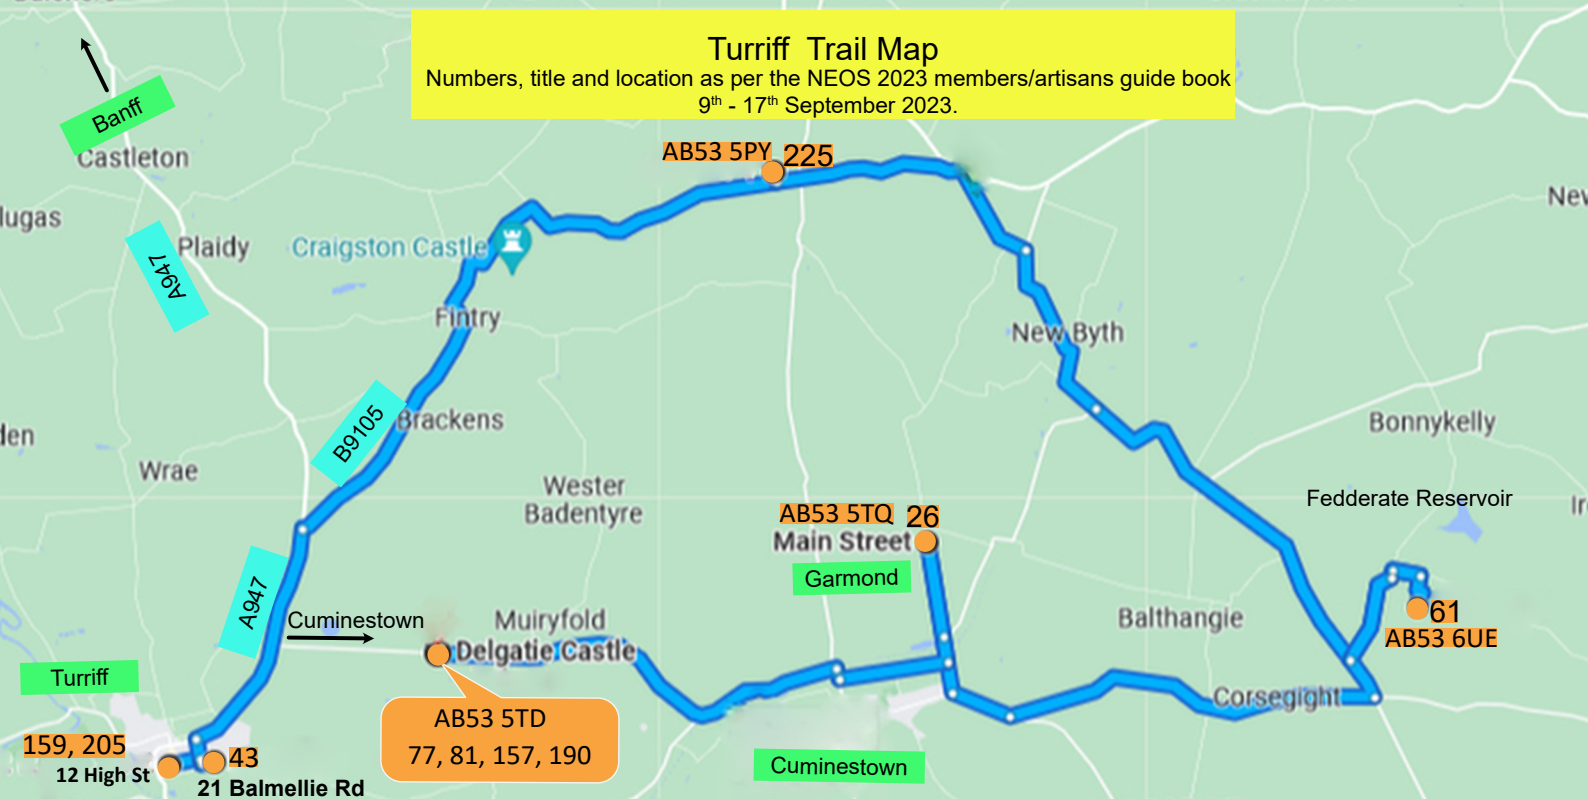 Turriff Trail Map
Numbers, title and location as per the NEOS 2023 members/artisans guide book
9th - 17th September 2023.
Banff
Castleton
AB53 5PY 225
lugas
New
Plaidy
Craigston Castle
A947
Fintry
New Byth
B9105
Brackens
Bonnykelly
den
Wrae
Wester
Badentyre
Fedderate Reservoir
AB53 5TQ 26
Main Street
Garmond
A947
Cuminestown
Muiryfold
Balthangie
61
AB53 6UE
Delgatie Castle
Turriff
Corsegight
AB53 5TD
77, 81, 157, 190
159, 205
43
12 High St
21 Balmellie Rd
Cuminestown